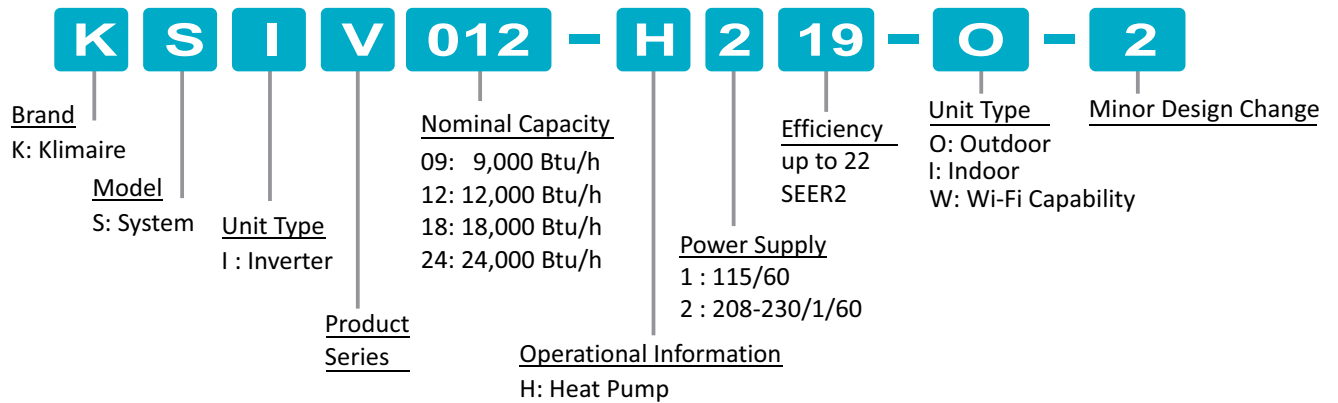 K S I V 012 - H 2 19 - O - 2
Brand
K: Klimaire
Model
S: System
Unit Type
I : Inverter
Product
Series
Nominal Capacity
09: 9,000 Btu/h
12: 12,000 Btu/h
18: 18,000 Btu/h
24: 24,000 Btu/h
Operational Information
H: Heat Pump
Power Supply
1 : 115/60
2 : 208-230/1/60
Efficiency
up to 22
SEER2
Unit Type
O: Outdoor
I: Indoor
W: Wi-Fi Capability
Minor Design Change